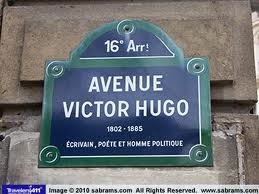 16e Arrt
AVENUE
VICTOR HUGO
1802 - 1885
ÉCRIVAIN, POÈTE ET HOMME POLITIQUE
Travelers411 Image © 2010 sabrams.com All Rights Reserved. www.sabrams.com